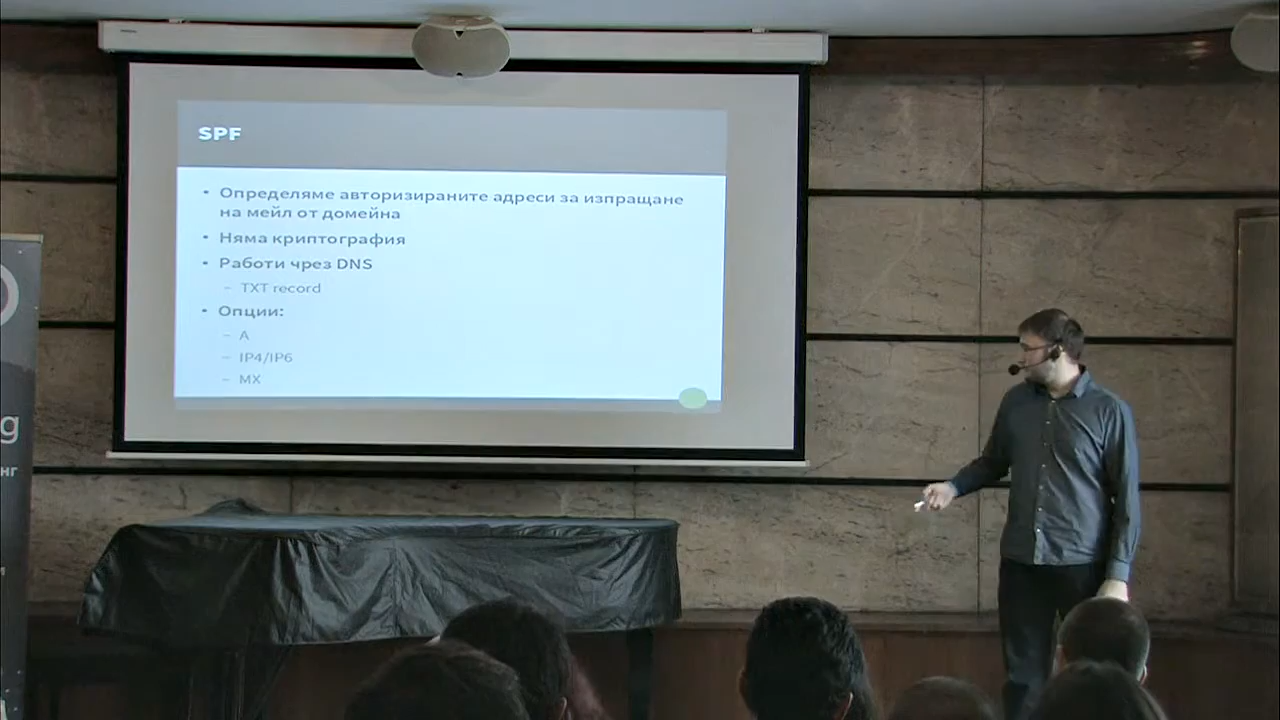 SPF
• Определяме авторизираните адреси за изпращане
на мейл от домейна
• Няма криптография
• Работи чрез DNS
– TXT record
• Опции:
– A
– IP4/IP6
– MX
g
нг